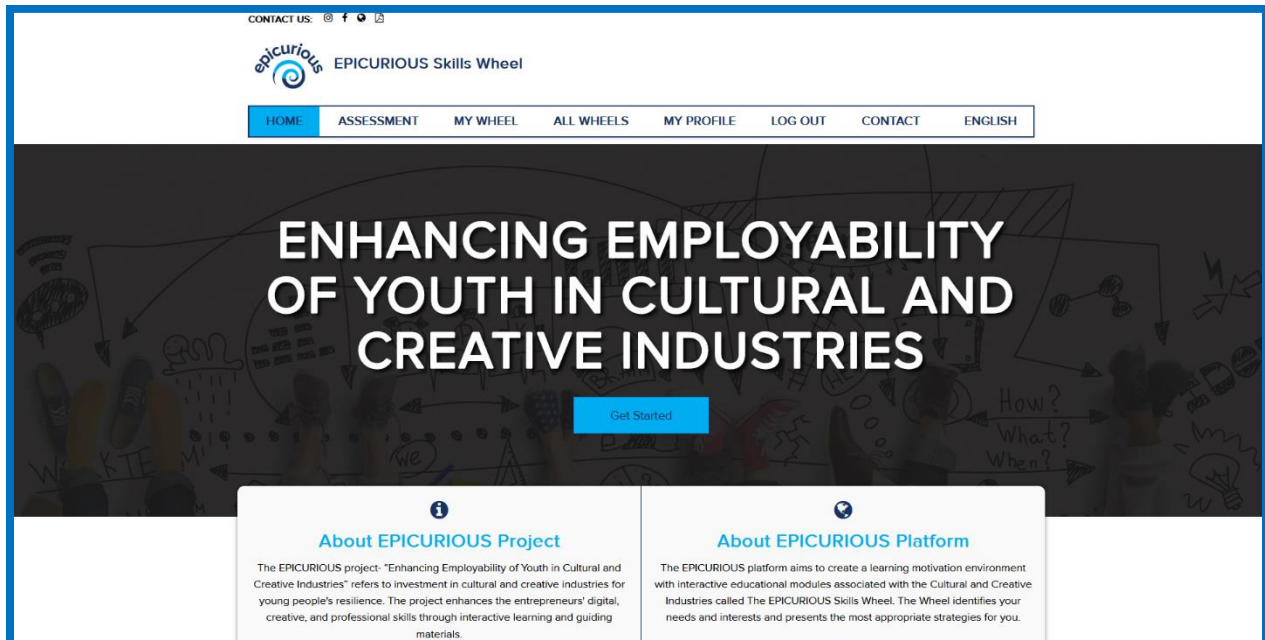 CONTACT US:
epicurious
EPICURIOUS Skills Wheel
HOME ASSESSMENT MY WHEEL ALL WHEELS MY PROFILE LOG OUT CONTACT ENGLISH
ENHANCING EMPLOYABILITY
OF YOUTH IN CULTURAL AND
CREATIVE INDUSTRIES
Get Started
How?
What?
When?
We
About EPICURIOUS Project
The EPICURIOUS project- "Enhancing Employability of Youth in Cultural and
Creative Industries" refers to investment in cultural and creative industries for
young people's resilience. The project enhances the entrepreneurs' digital,
creative, and professional skills through interactive learning and guiding
materials.
About EPICURIOUS Platform
The EPICURIOUS platform aims to create a learning motivation environment
with interactive educational modules associated with the Cultural and Creative
Industries called The EPICURIOUS Skills Wheel. The Wheel identifies your
needs and interests and presents the most appropriate strategies for you.